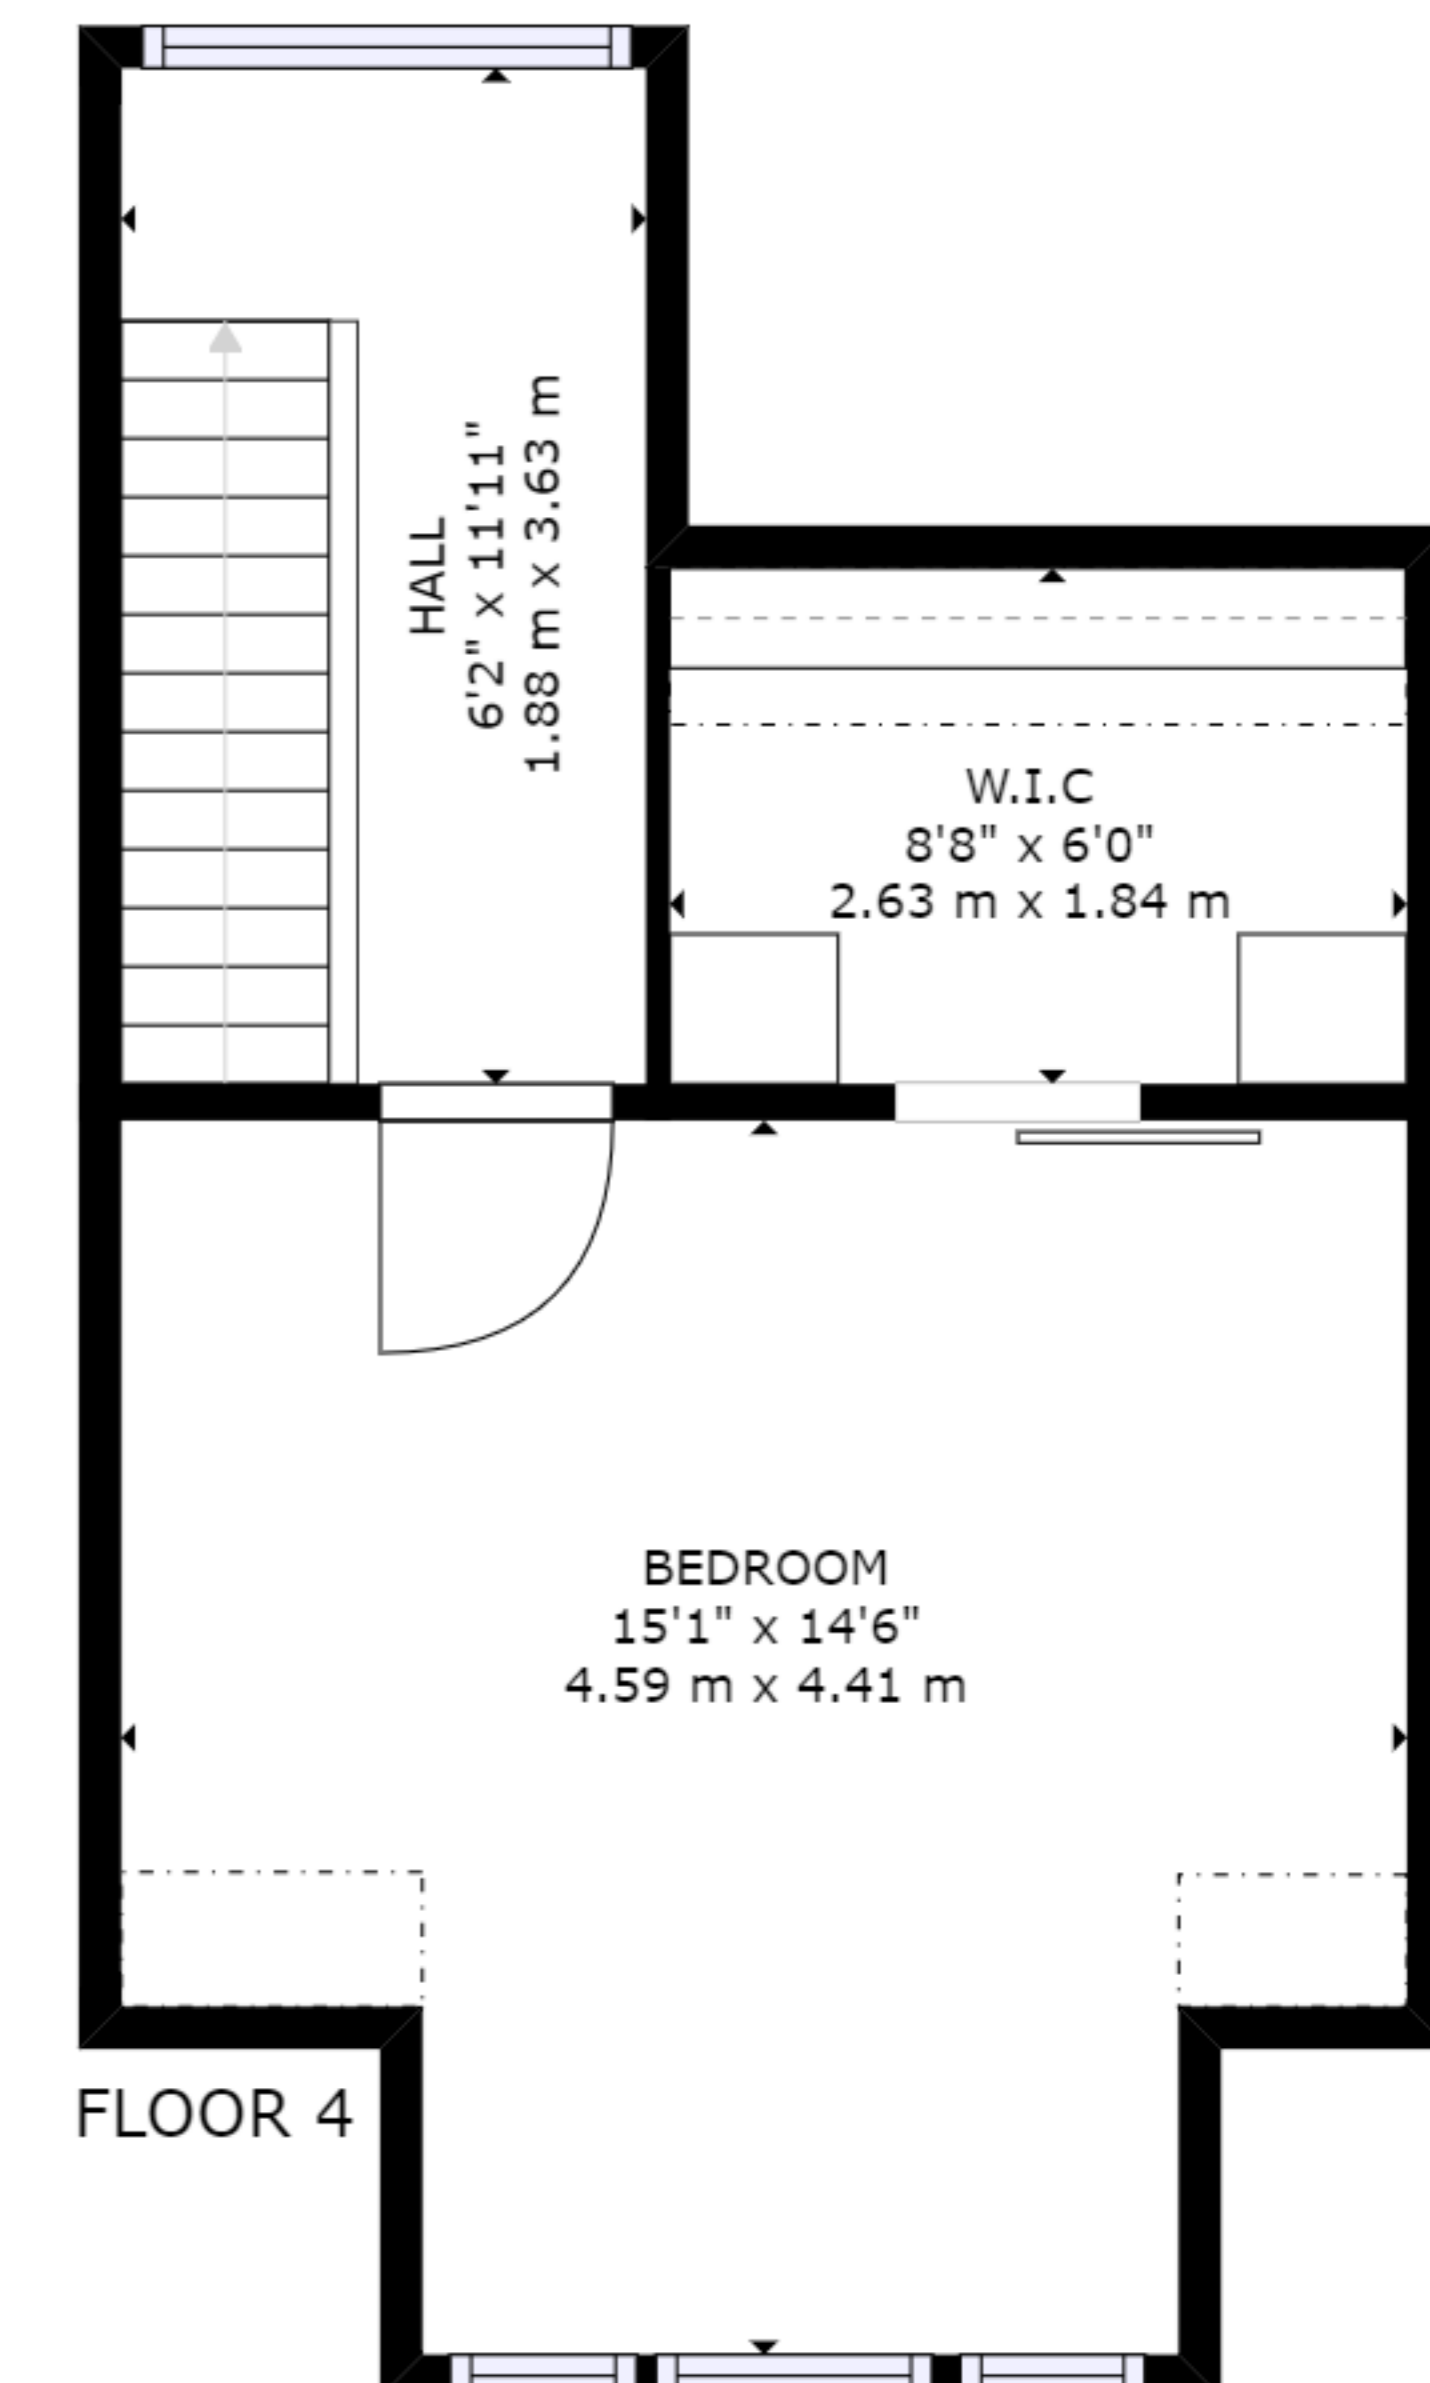 HALL
6'2" x 11'11"
1.88 m x 3.63 m
W.I.C
8'8" x 6'0"
2.63 m x 1.84 m
BEDROOM
15'1" x 14'6"
4.59 m x 4.41 m
FLOOR 4